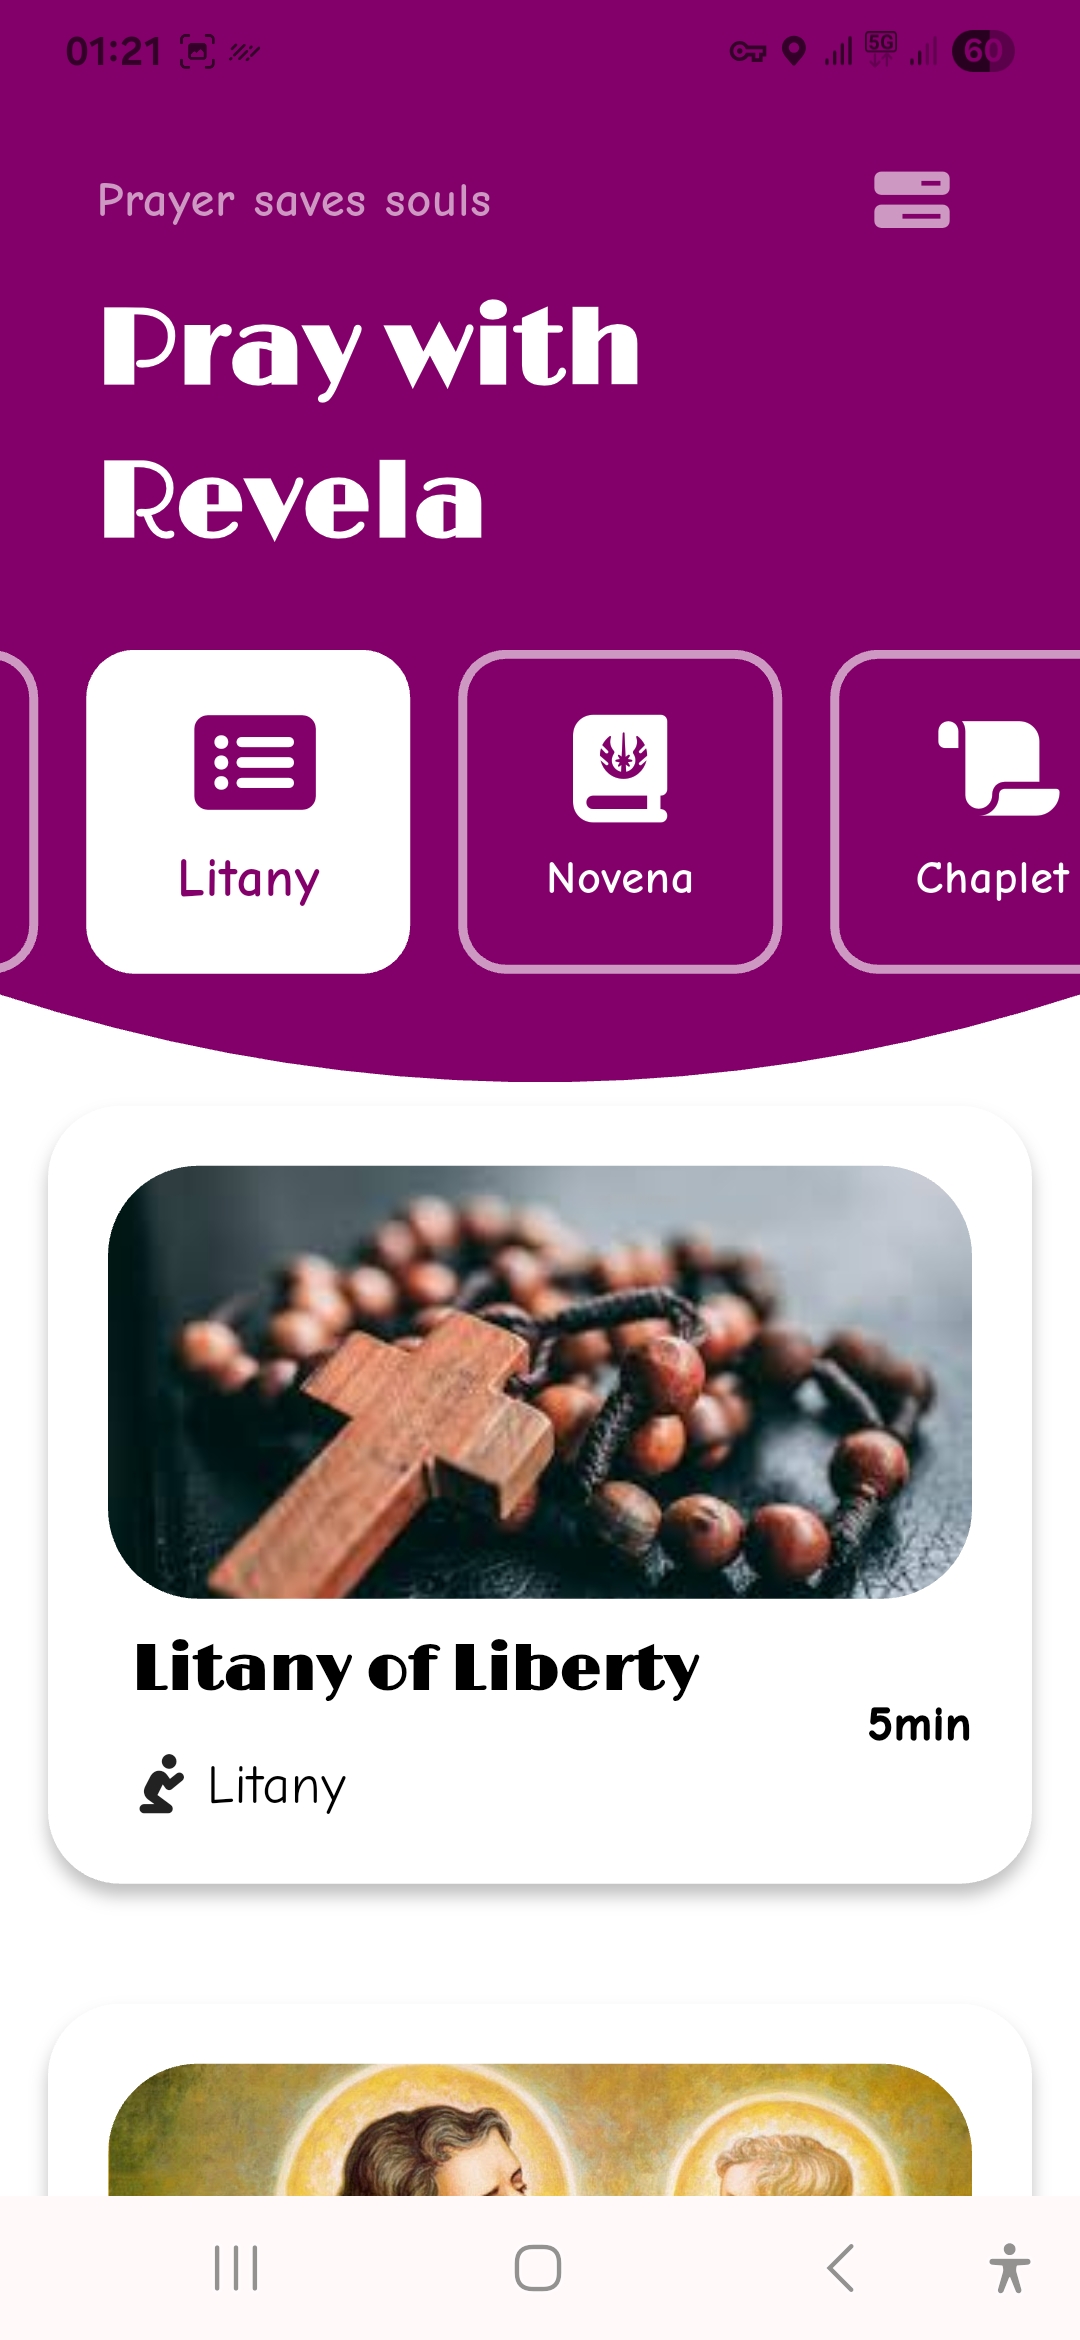 01:21
5G
60
Prayer saves souls
Pray with
Revela
Litany
Novena
Chaplet
Litany of Liberty
5min
Litany